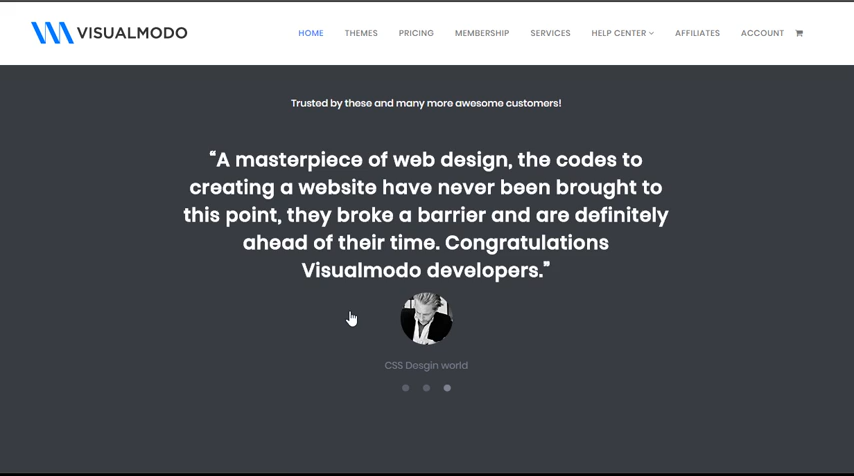 VISUALMODO
HOME THEMES PRICING MEMBERSHIP SERVICES HELP CENTER AFFILIATES ACCOUNT
Trusted by these and many more awesome customers!
“A masterpiece of web design, the codes to
creating a website have never been brought to
this point, they broke a barrier and are definitely
ahead of their time. Congratulations
Visualmodo developers.”
CSS Desgin world